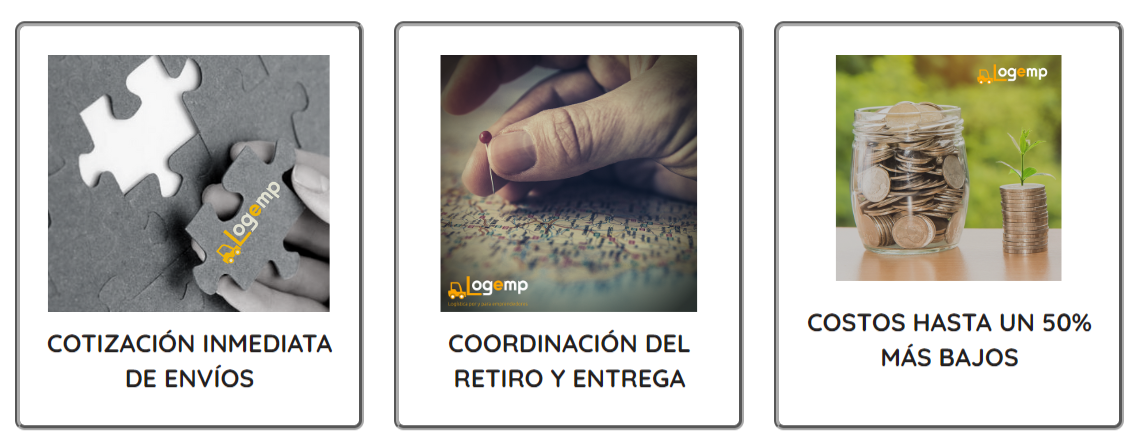 Logemp
COTIZACIÓN INMEDIATA
DE ENVÍOS
Logemp
Logística por y para emprendedores
COORDINACIÓN DEL
RETIRO Y ENTREGA
Logemp
COSTOS HASTA UN 50%
MÁS BAJOS